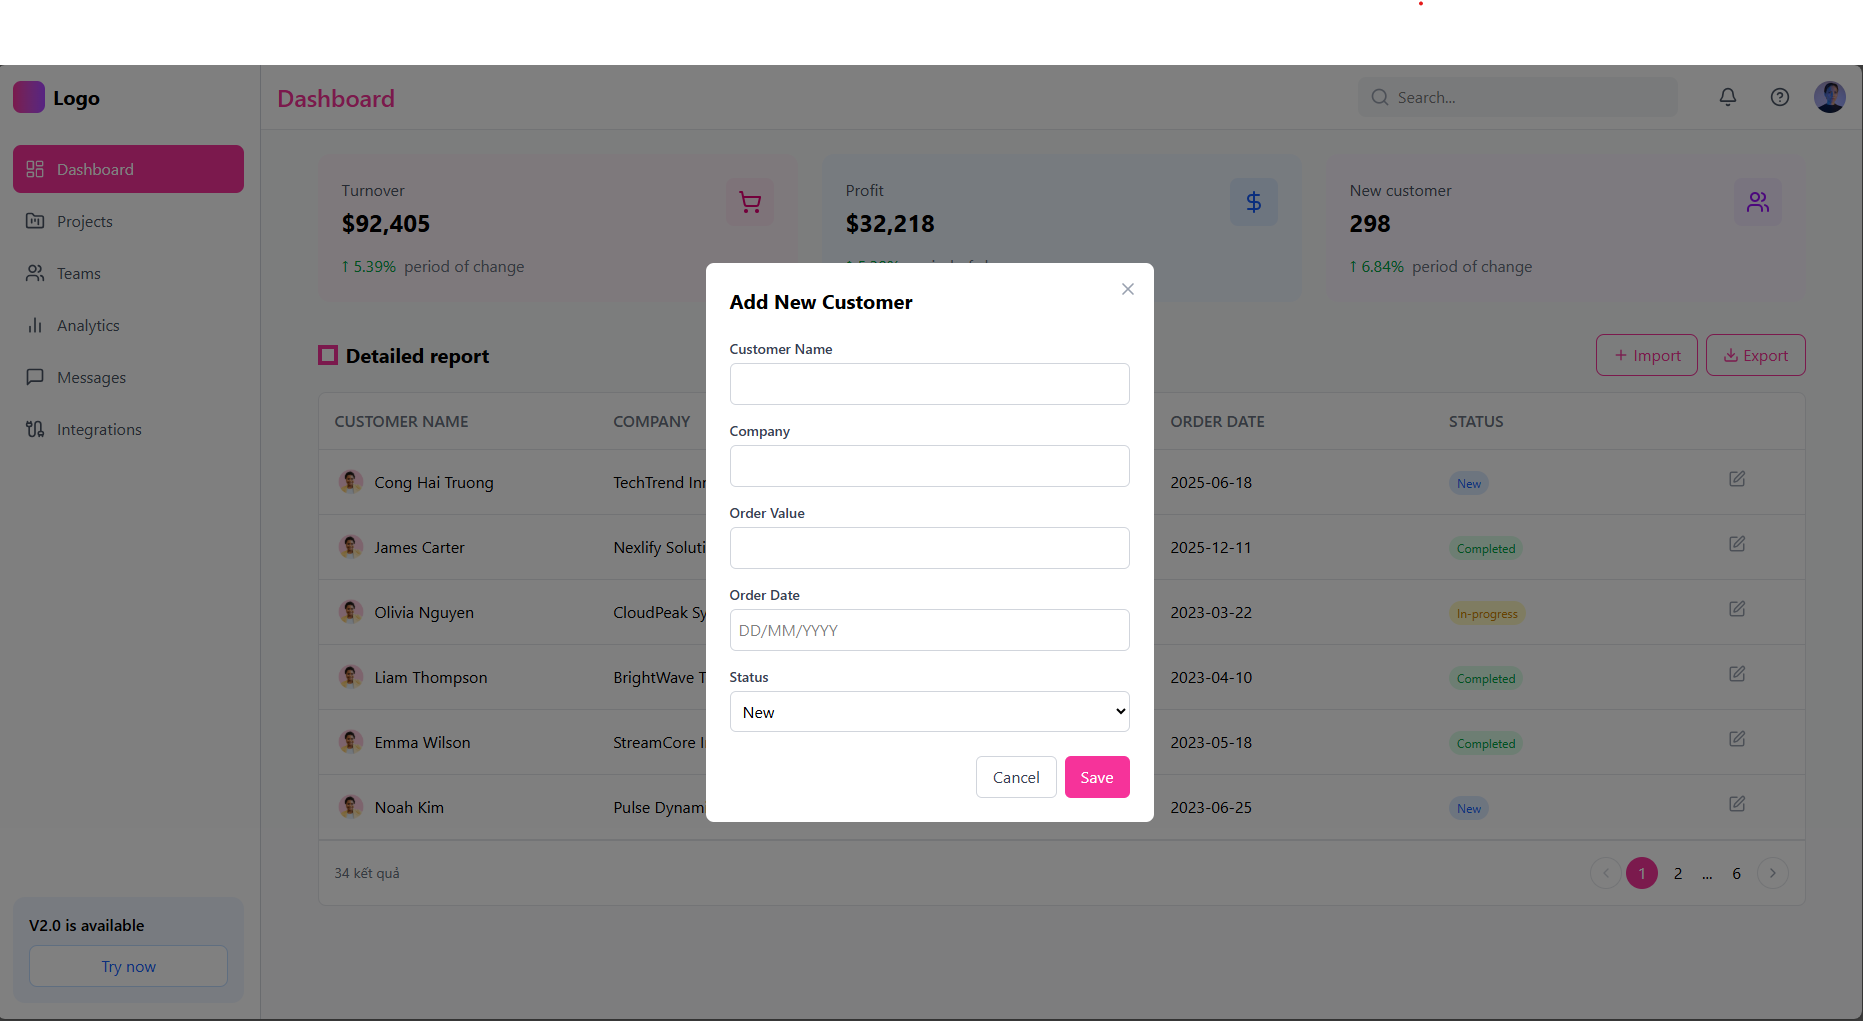 Logo
Dashboard
Search...
Dashboard
Projects
Teams
Analytics
Messages
Integrations
V2.0 is available
Try now
Turnover
$92,405
↑ 5.39% period of change
Profit
$32,218
New customer
298
↑ 6.84% period of change
Detailed report
+ Import
Export
CUSTOMER NAME COMPANY ORDER DATE STATUS
Cong Hai Truong TechTrend 2025-06-18 New
James Carter Nexlify 2025-12-11 Completed
Olivia Nguyen CloudPeak 2023-03-22 In-progress
Liam Thompson BrightWave 2023-04-10 Completed
Emma Wilson StreamCore 2023-05-18 Completed
Noah Kim Pulse 2023-06-25 New
34 kết quả
1 2 ... 6
Add New Customer
Customer Name
Company
Order Value
Order Date
DD/MM/YYYY
Status
New
Cancel Save